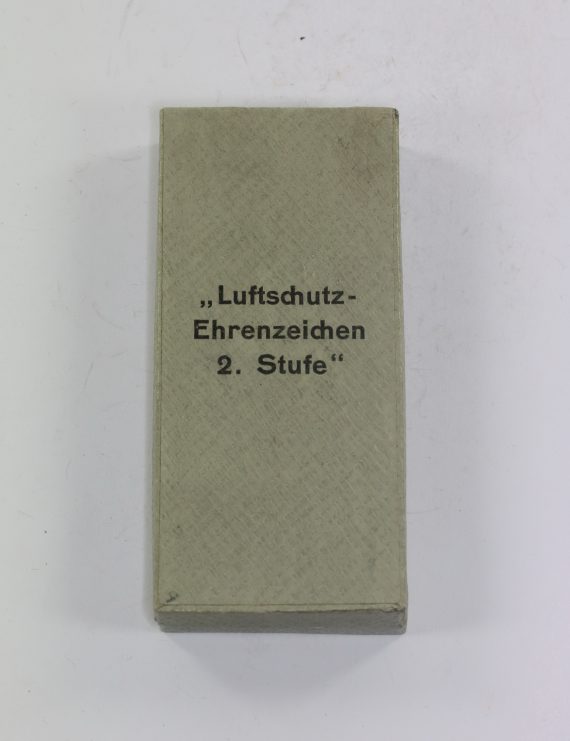 „Luftschutz-
Ehrenzeichen
2. Stufe“